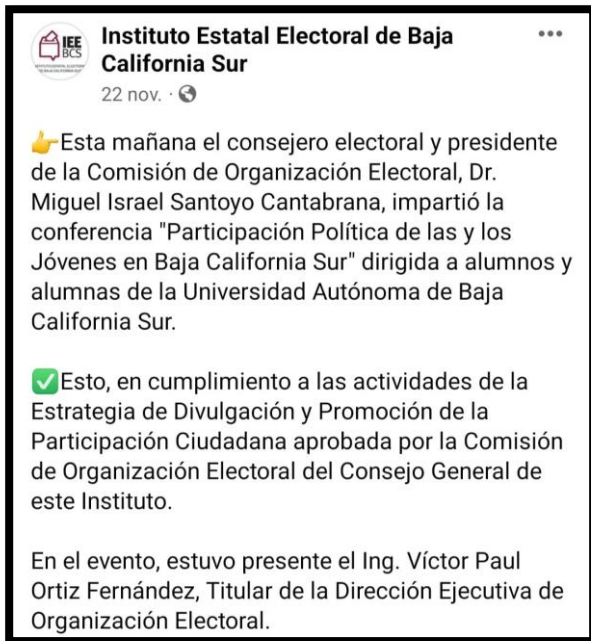 IEE
BCS
Instituto Estatal Electoral de Baja
California Sur
22 nov. ·
👉Esta mañana el consejero electoral y presidente
de la Comisión de Organización Electoral, Dr.
Miguel Israel Santoyo Cantabrana, impartió la
conferencia "Participación Política de las y los
Jóvenes en Baja California Sur" dirigida a alumnos y
alumnas de la Universidad Autónoma de Baja
California Sur.
✅Esto, en cumplimiento a las actividades de la
Estrategia de Divulgación y Promoción de la
Participación Ciudadana aprobada por la Comisión
de Organización Electoral del Consejo General de
este Instituto.
En el evento, estuvo presente el Ing. Víctor Paul
Ortiz Fernández, Titular de la Dirección Ejecutiva de
Organización Electoral.